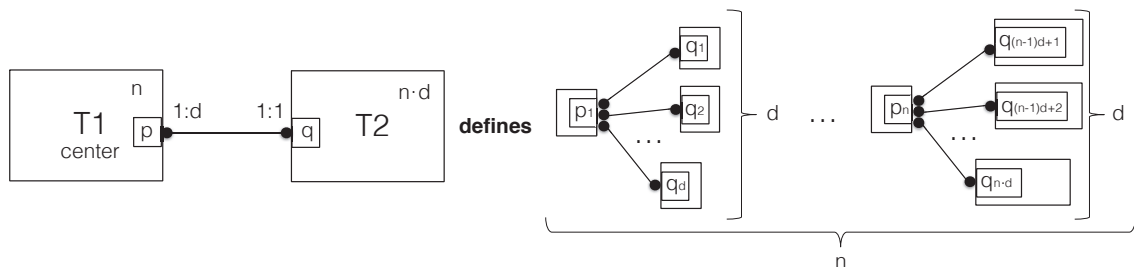 n
T1
center
p
1:d
1:1
q
n·d
T2
defines
p1
q1
q2
...
qd
d
...
pn
q(n-1)d+1
q(n-1)d+2
...
qn·d
d
n